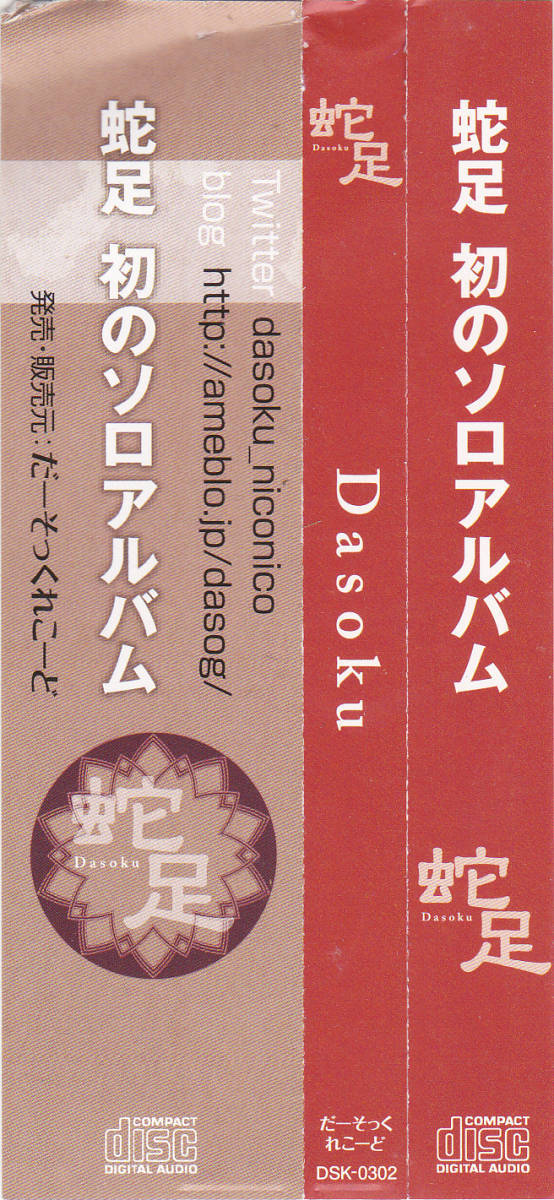 蛇足 初のソロアルバム
Twitter dasoku_niconico
blog http://ameblo.jp/dasog/
発売・販売元:だーそっくれこーど
蛇足
Dasoku
COMPACT
disc
DIGITAL AUDIO
蛇足
Dasoku
Dasoku
だーそっく
れこーど
DSK-0302
蛇足 初のソロアルバム
蛇足
Dasoku
COMPACT
disc
DIGITAL AUDIO